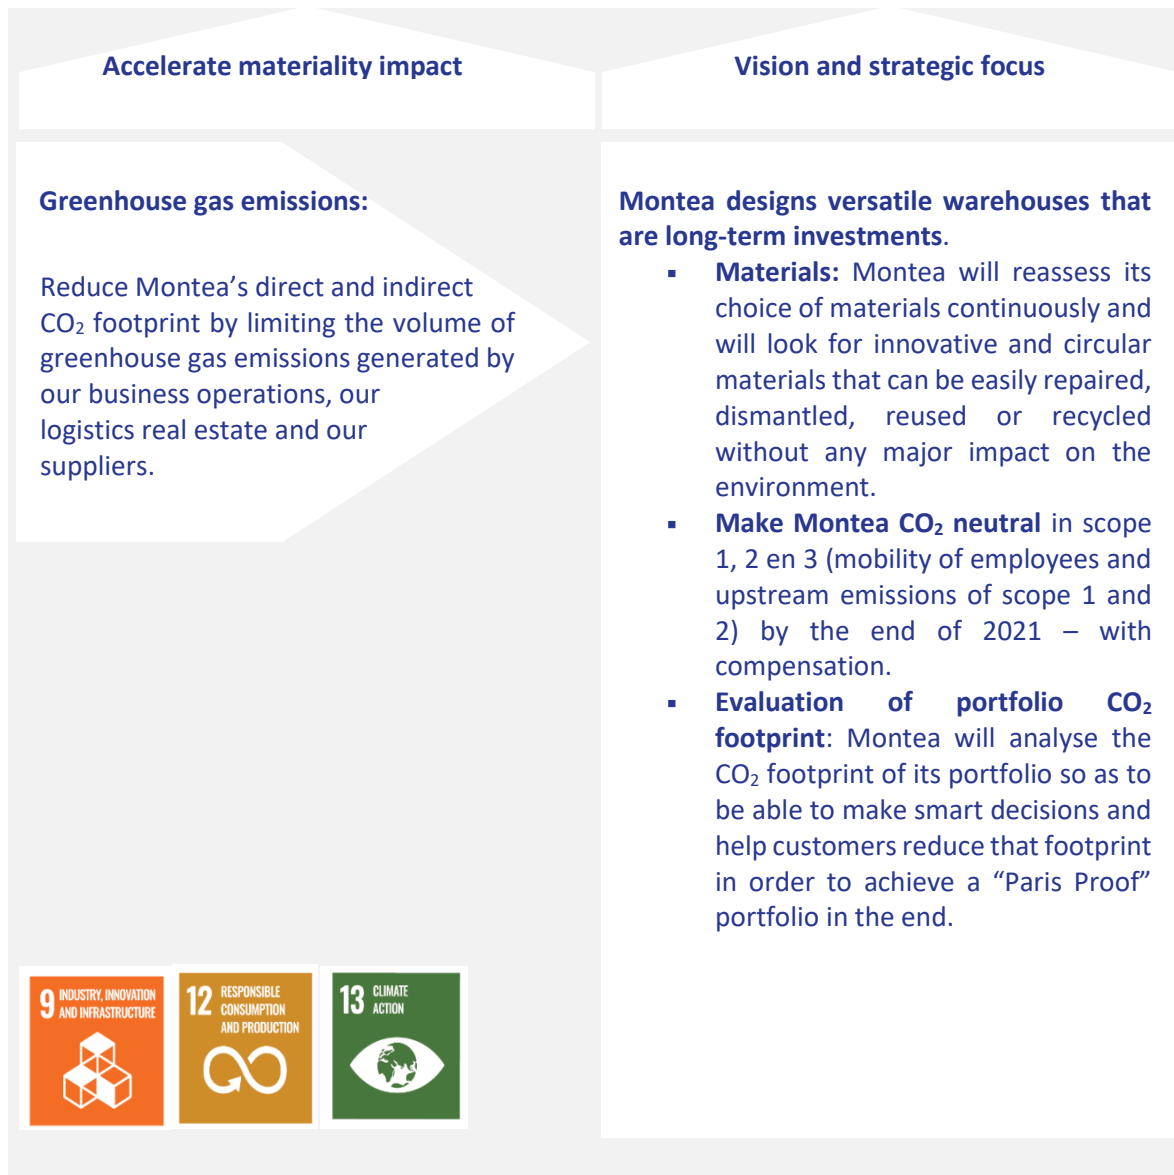 Accelerate materiality impact
Vision and strategic focus
Greenhouse gas emissions:
Reduce Montea’s direct and indirect
CO₂ footprint by limiting the volume of
greenhouse gas emissions generated by
our business operations, our
logistics real estate and our
suppliers.
9 INDUSTRY, INNOVATION
AND INFRASTRUCTURE
12 RESPONSIBLE
CONSUMPTION
AND PRODUCTION
13 CLIMATE
ACTION
Montea designs versatile warehouses that
are long-term investments.
▪ Materials: Montea will reassess its
choice of materials continuously and
will look for innovative and circular
materials that can be easily repaired,
dismantled, reused or recycled
without any major impact on the
environment.
▪ Make Montea CO₂ neutral in scope
1, 2 en 3 (mobility of employees and
upstream emissions of scope 1 and
2) by the end of 2021 – with
compensation.
▪ Evaluation of portfolio CO₂
footprint: Montea will analyse the
CO₂ footprint of its portfolio so as to
be able to make smart decisions and
help customers reduce that footprint
in order to achieve a “Paris Proof”
portfolio in the end.